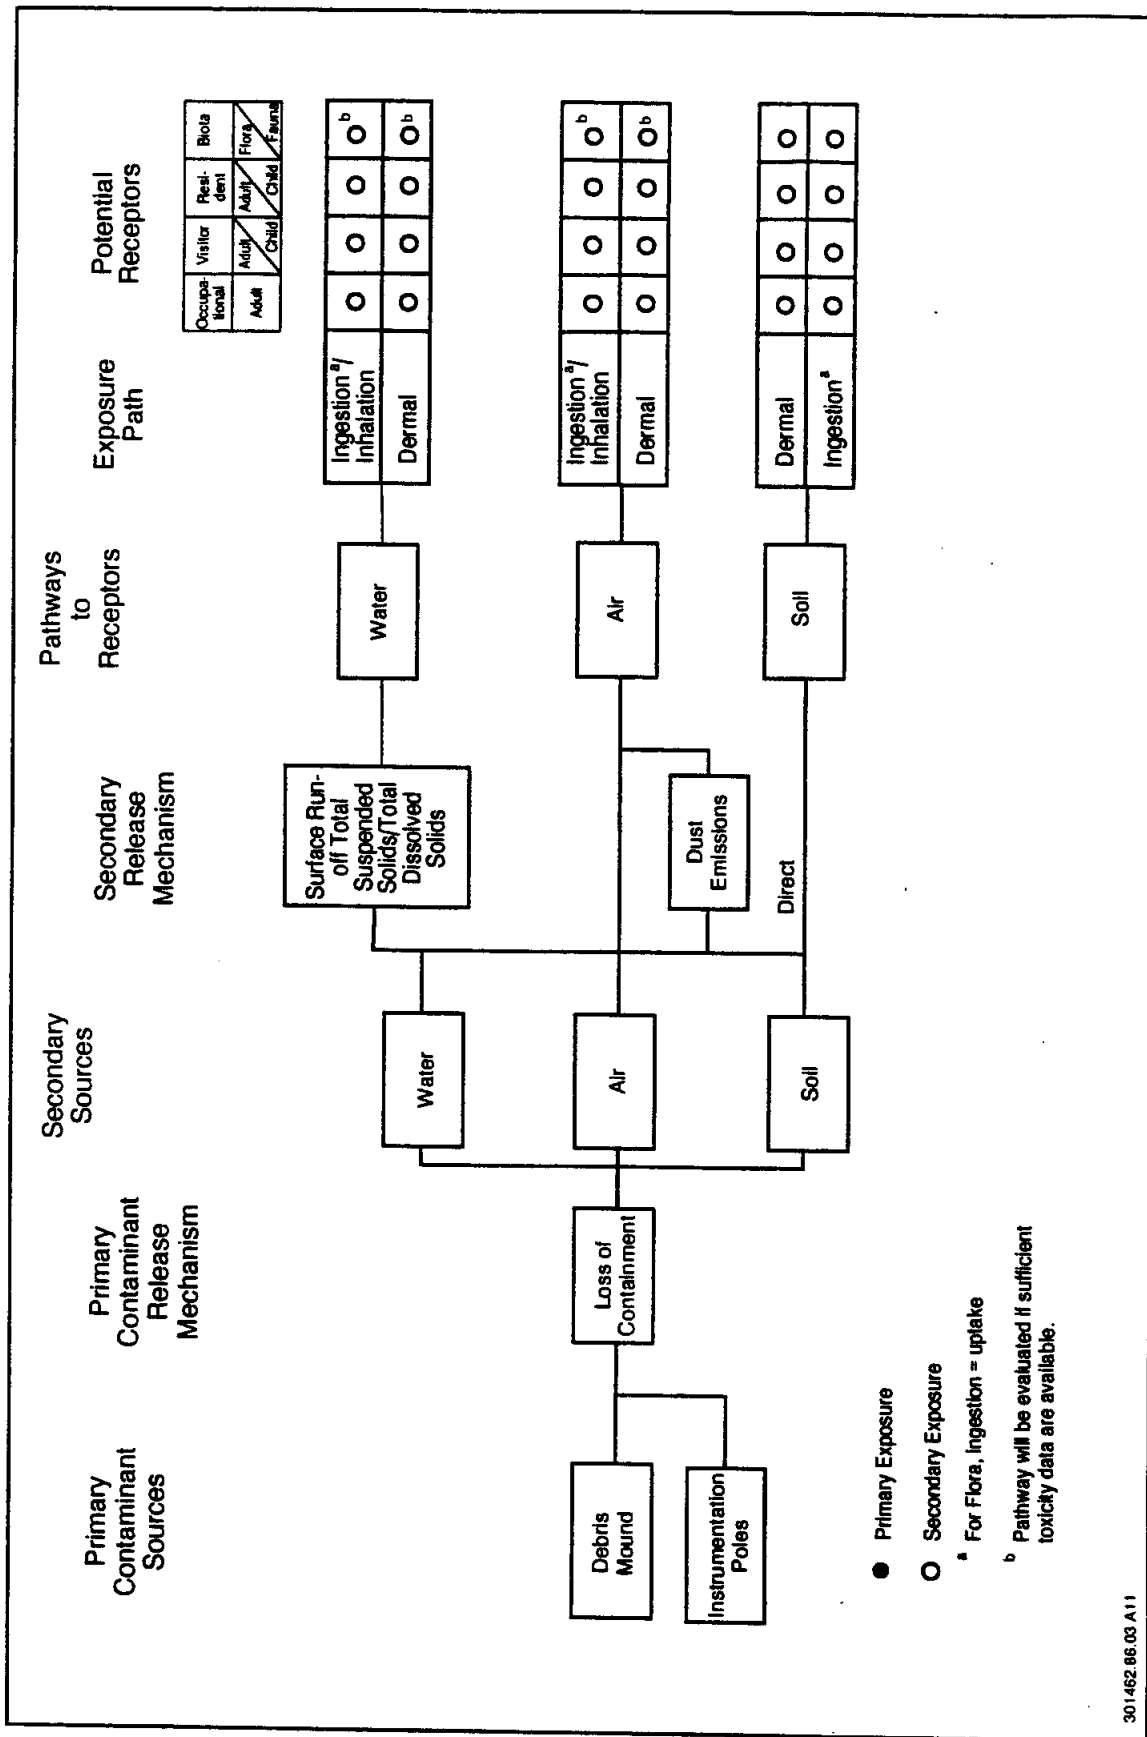 Primary
Contaminant
Sources
Primary
Contaminant
Release
Mechanism
Secondary
Sources
Secondary
Release
Mechanism
Pathways
to
Receptors
Exposure
Path
Potential
Receptors
Occupa-
tional
Visitor
Resi-
dent
Biota
Adult
Adult
Child
Adult
Child
Flora
Fauna
Debris
Mound
Instrumentation
Poles
Loss of
Containment
Water
Air
Soil
Surface Run-
off Total
Suspended
Solids/Total
Dissolved
Solids
Dust
Emissions
Direct
Water
Air
Soil
Ingestion a/
Inhalation
Dermal
b
b
Ingestion a/
Inhalation
Dermal
b
b
Dermal
Ingestion a
● Primary Exposure
O Secondary Exposure
a For Flora, ingestion = uptake
b Pathway will be evaluated if sufficient
toxicity data are available.
301462.66.03 A11